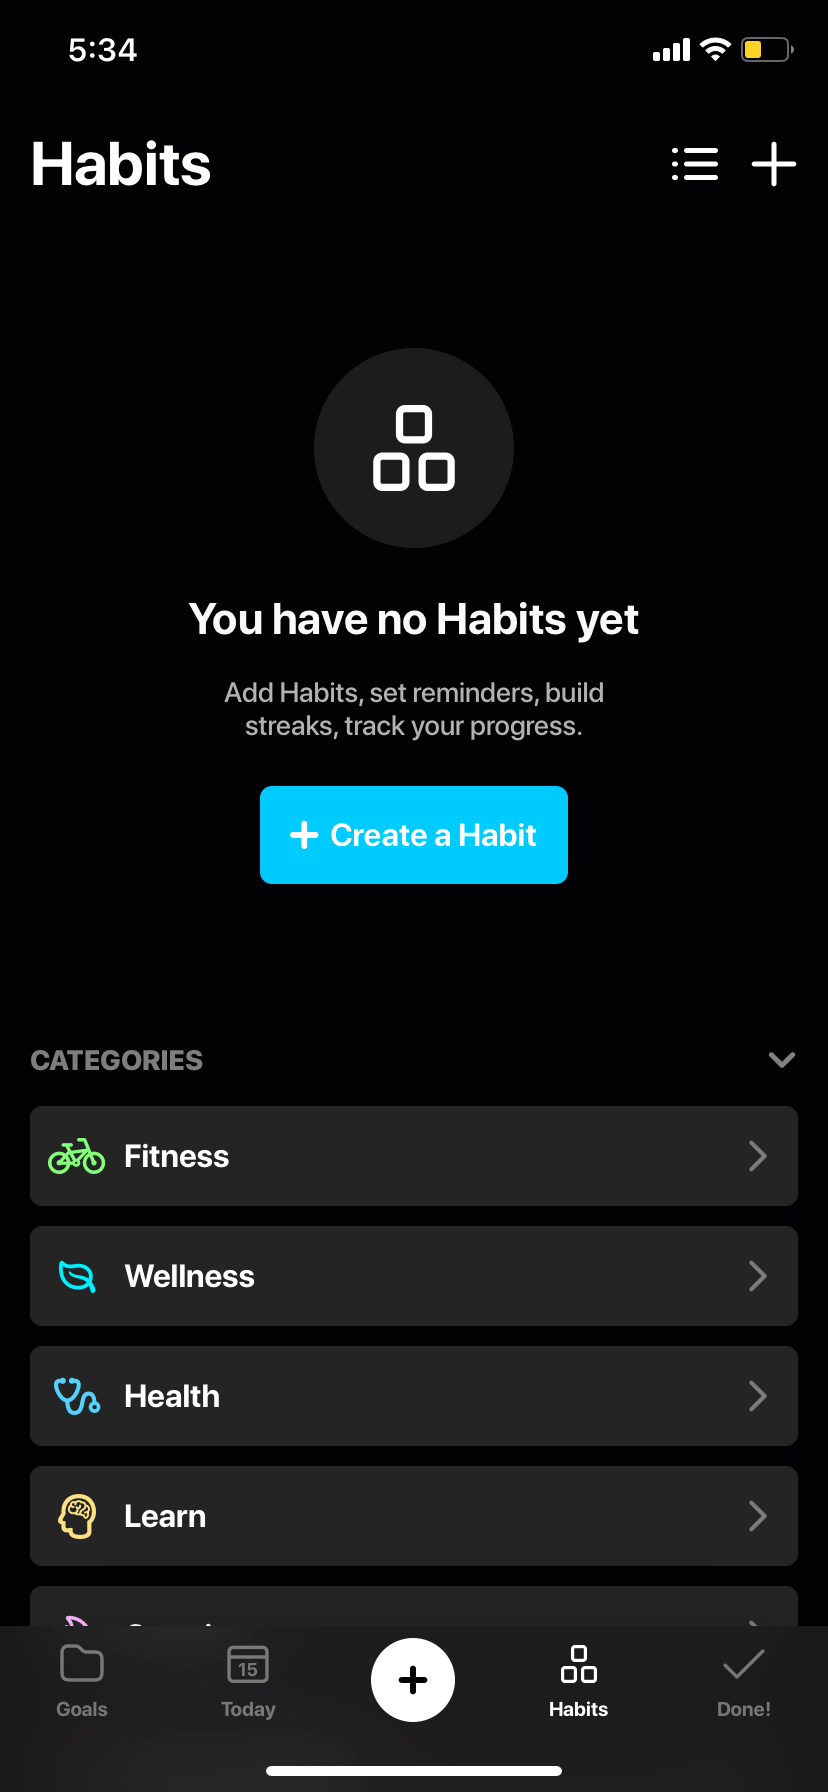 5:34
Habits
You have no Habits yet
Add Habits, set reminders, build
streaks, track your progress.
Create a Habit
CATEGORIES
Fitness
Wellness
Health
Learn
15
Goals
Today
Habits
Done!